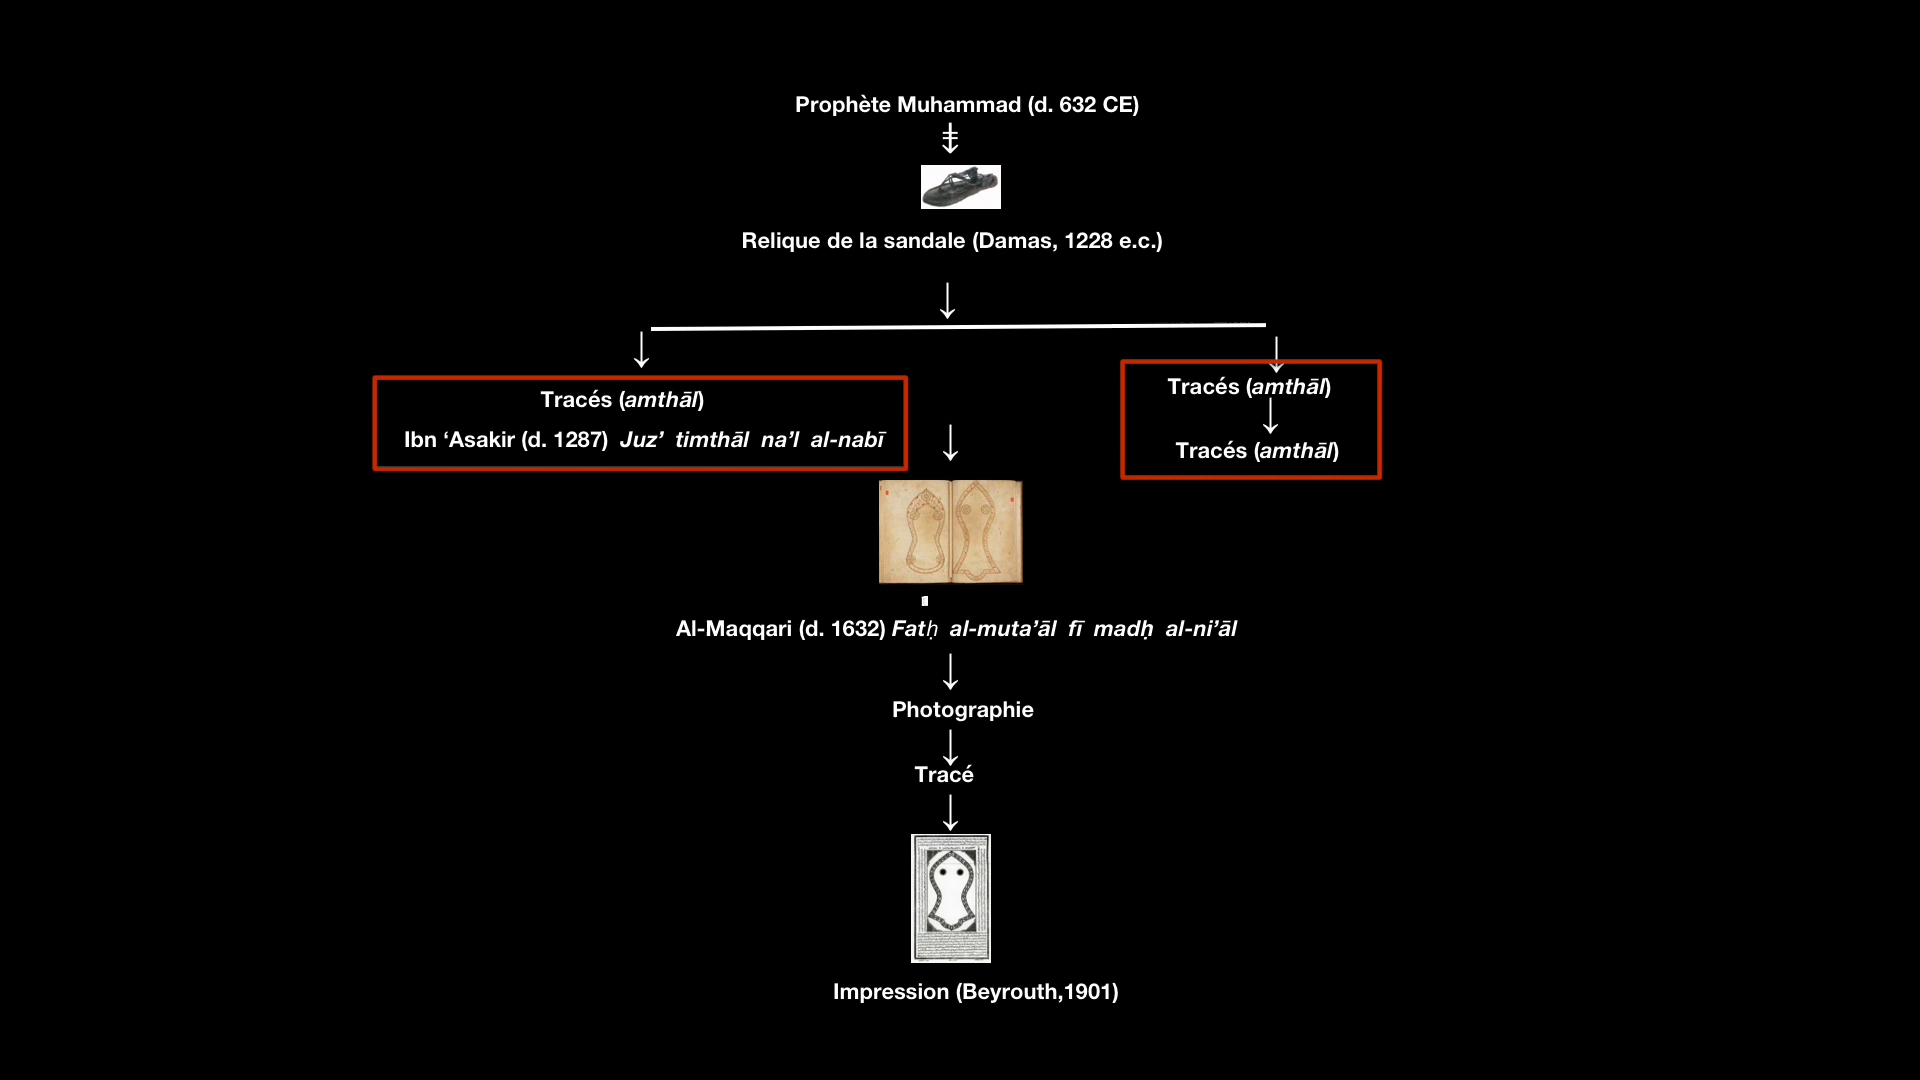 Prophète Muhammad (d. 632 CE)
Relique de la sandale (Damas, 1228 e.c.)
Tracés (amthāl)
Ibn ‘Asakir (d. 1287) Juz’ timthāl na’l al-nabī
Tracés (amthāl)
Tracés (amthāl)
Al-Maqqari (d. 1632) Fatḥ al-muta’āl fī madḥ al-ni’āl
Photographie
Tracé
Impression (Beyrouth,1901)